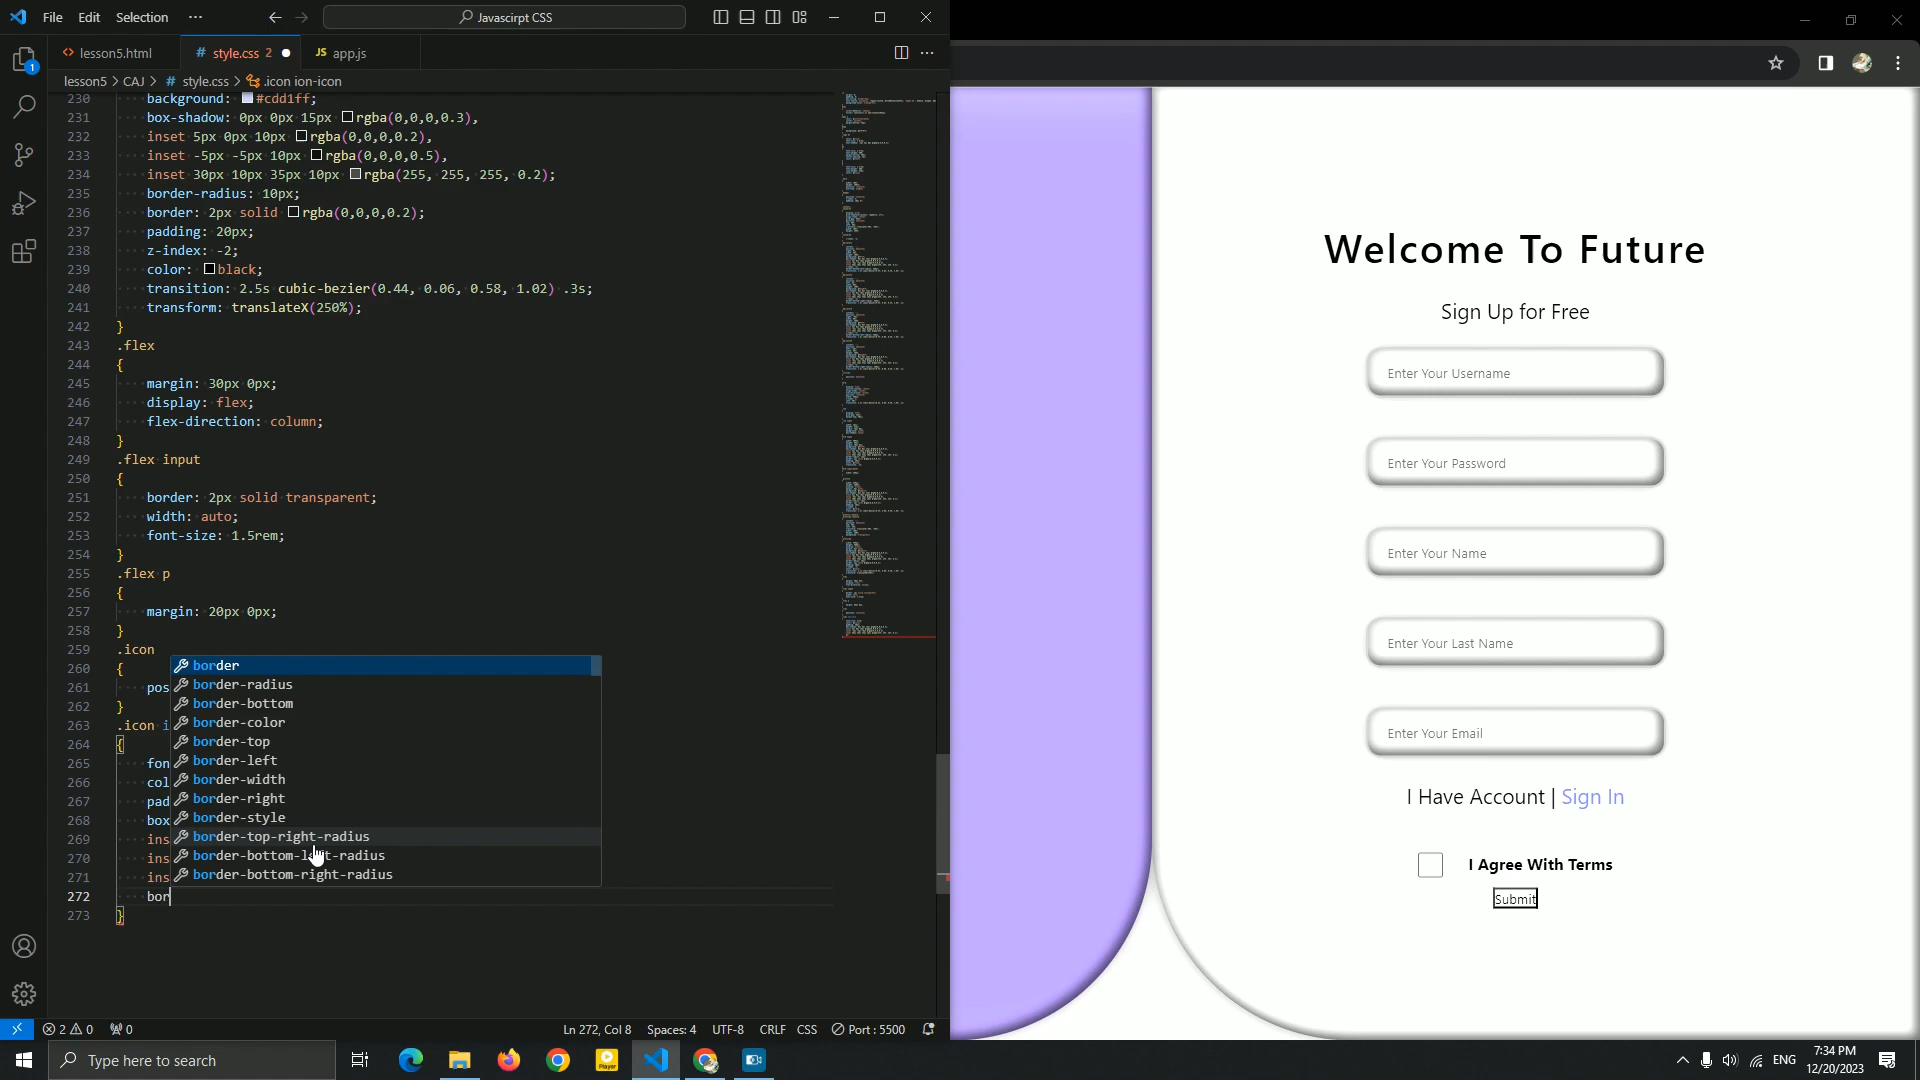 File Edit Selection ··· Javascirpt CSS
lesson5.html # style.css 2 JS app.js
lesson5 > CAJ > # style.css > .icon ion-icon
230 background: #cdd1ff;
231 box-shadow: 0px 0px 15px rgba(0,0,0,0.3),
232 inset 5px 0px 10px rgba(0,0,0,0.2),
233 inset -5px -5px 10px rgba(0,0,0,0.5),
234 inset 30px 10px 35px 10px rgba(255, 255, 255, 0.2);
235 border-radius: 10px;
236 border: 2px solid rgba(0,0,0,0.2);
237 padding: 20px;
238 z-index: -2;
239 color: black;
240 transition: 2.5s cubic-bezier(0.44, 0.06, 0.58, 1.02) .3s;
241 transform: translateX(250%);
242 }
243 .flex
244 {
245 margin: 30px 0px;
246 display: flex;
247 flex-direction: column;
248 }
249 .flex input
250 {
251 border: 2px solid transparent;
252 width: auto;
253 font-size: 1.5rem;
254 }
255 .flex p
256 {
257 margin: 20px 0px;
258 }
259 .icon
260 { border
261 pos border-radius
262 } border-bottom
263 .icon i border-color
264 { border-top
265 fon border-left
266 col border-width
267 pad border-right
268 box border-style
269 ins border-top-right-radius
270 ins border-bottom-left-radius
271 ins border-bottom-right-radius
272 bor
273 }
Welcome To Future
Sign Up for Free
Enter Your Username
Enter Your Password
Enter Your Name
Enter Your Last Name
Enter Your Email
I Have Account | Sign In
I Agree With Terms
Submit
1
2 0 0 Ln 272, Col 8 Spaces: 4 UTF-8 CRLF CSS Port : 5500
Type here to search
Player
ENG
7:34 PM
12/20/2023